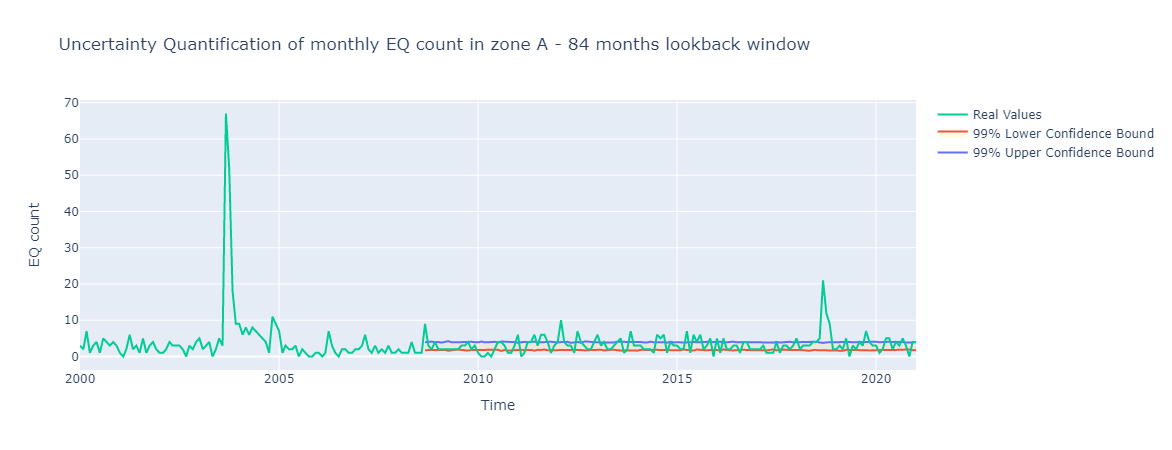 Uncertainty Quantification of monthly EQ count in zone A - 84 months lookback window
EQ count
70
60
50
40
30
20
10
0
2000
2005
2010
2015
2020
Time
Real Values
99% Lower Confidence Bound
99% Upper Confidence Bound